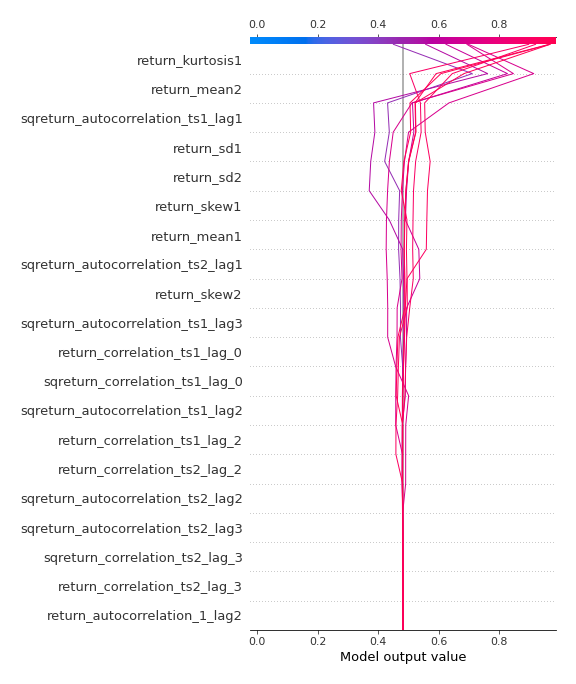 0.0 0.2 0.4 0.6 0.8
return_kurtosis1
return_mean2
sqreturn_autocorrelation_ts1_lag1
return_sd1
return_sd2
return_skew1
return_mean1
sqreturn_autocorrelation_ts2_lag1
return_skew2
sqreturn_autocorrelation_ts1_lag3
return_correlation_ts1_lag_0
sqreturn_correlation_ts1_lag_0
sqreturn_autocorrelation_ts1_lag2
return_correlation_ts1_lag_2
return_correlation_ts2_lag_2
sqreturn_autocorrelation_ts2_lag2
sqreturn_autocorrelation_ts2_lag3
sqreturn_correlation_ts2_lag_3
return_correlation_ts2_lag_3
return_autocorrelation_1_lag2
0.0 0.2 0.4 0.6 0.8
Model output value